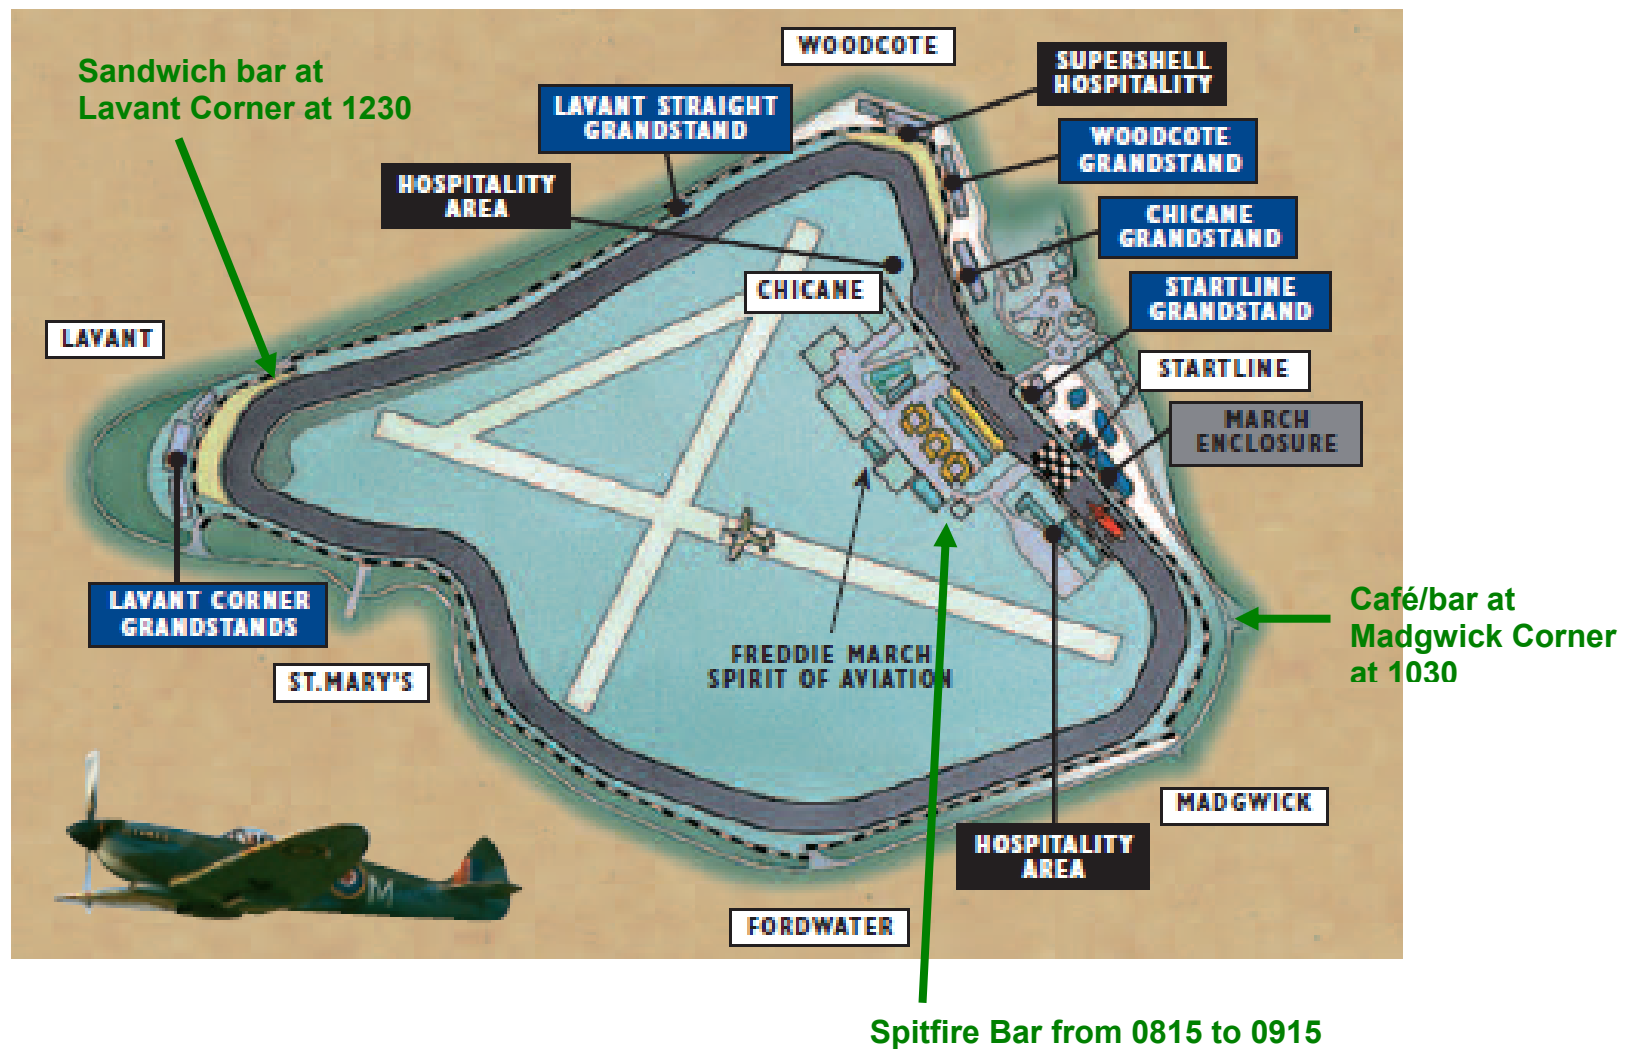 WOODCOTE
SUPERSHELL
HOSPITALITY
Sandwich bar at
Lavant Corner at 1230
LAVANT STRAIGHT
GRANDSTAND
WOODCOTE
GRANDSTAND
HOSPITALITY
AREA
CHICANE
GRANDSTAND
CHICANE
STARTLINE
GRANDSTAND
LAVANT
STARTLINE
MARCH
ENCLOSURE
LAVANT CORNER
GRANDSTANDS
Café/bar at
Madgwick Corner
at 1030
FREDDIE MARCH
SPIRIT OF AVIATION
ST.MARY'S
MADGWICK
HOSPITALITY
AREA
M
FORDWATER
Spitfire Bar from 0815 to 0915